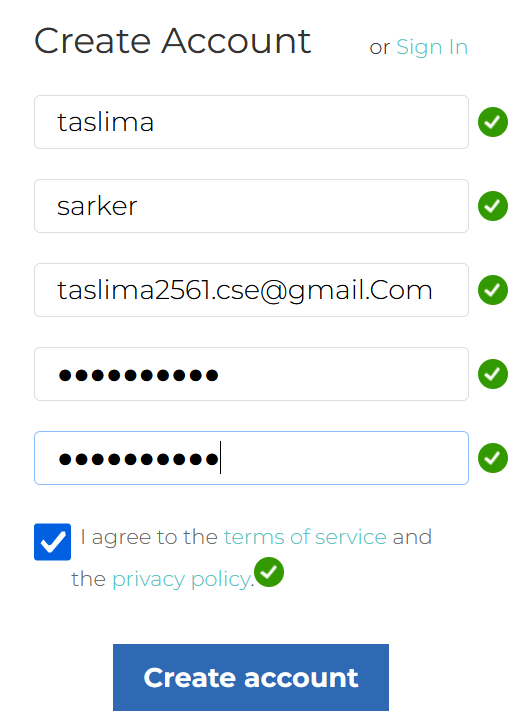 Create Account or Sign In
taslima
sarker
taslima2561.cse@gmail.Com
●●●●●●●●●●
●●●●●●●●●●
I agree to the terms of service and
the privacy policy.
Create account